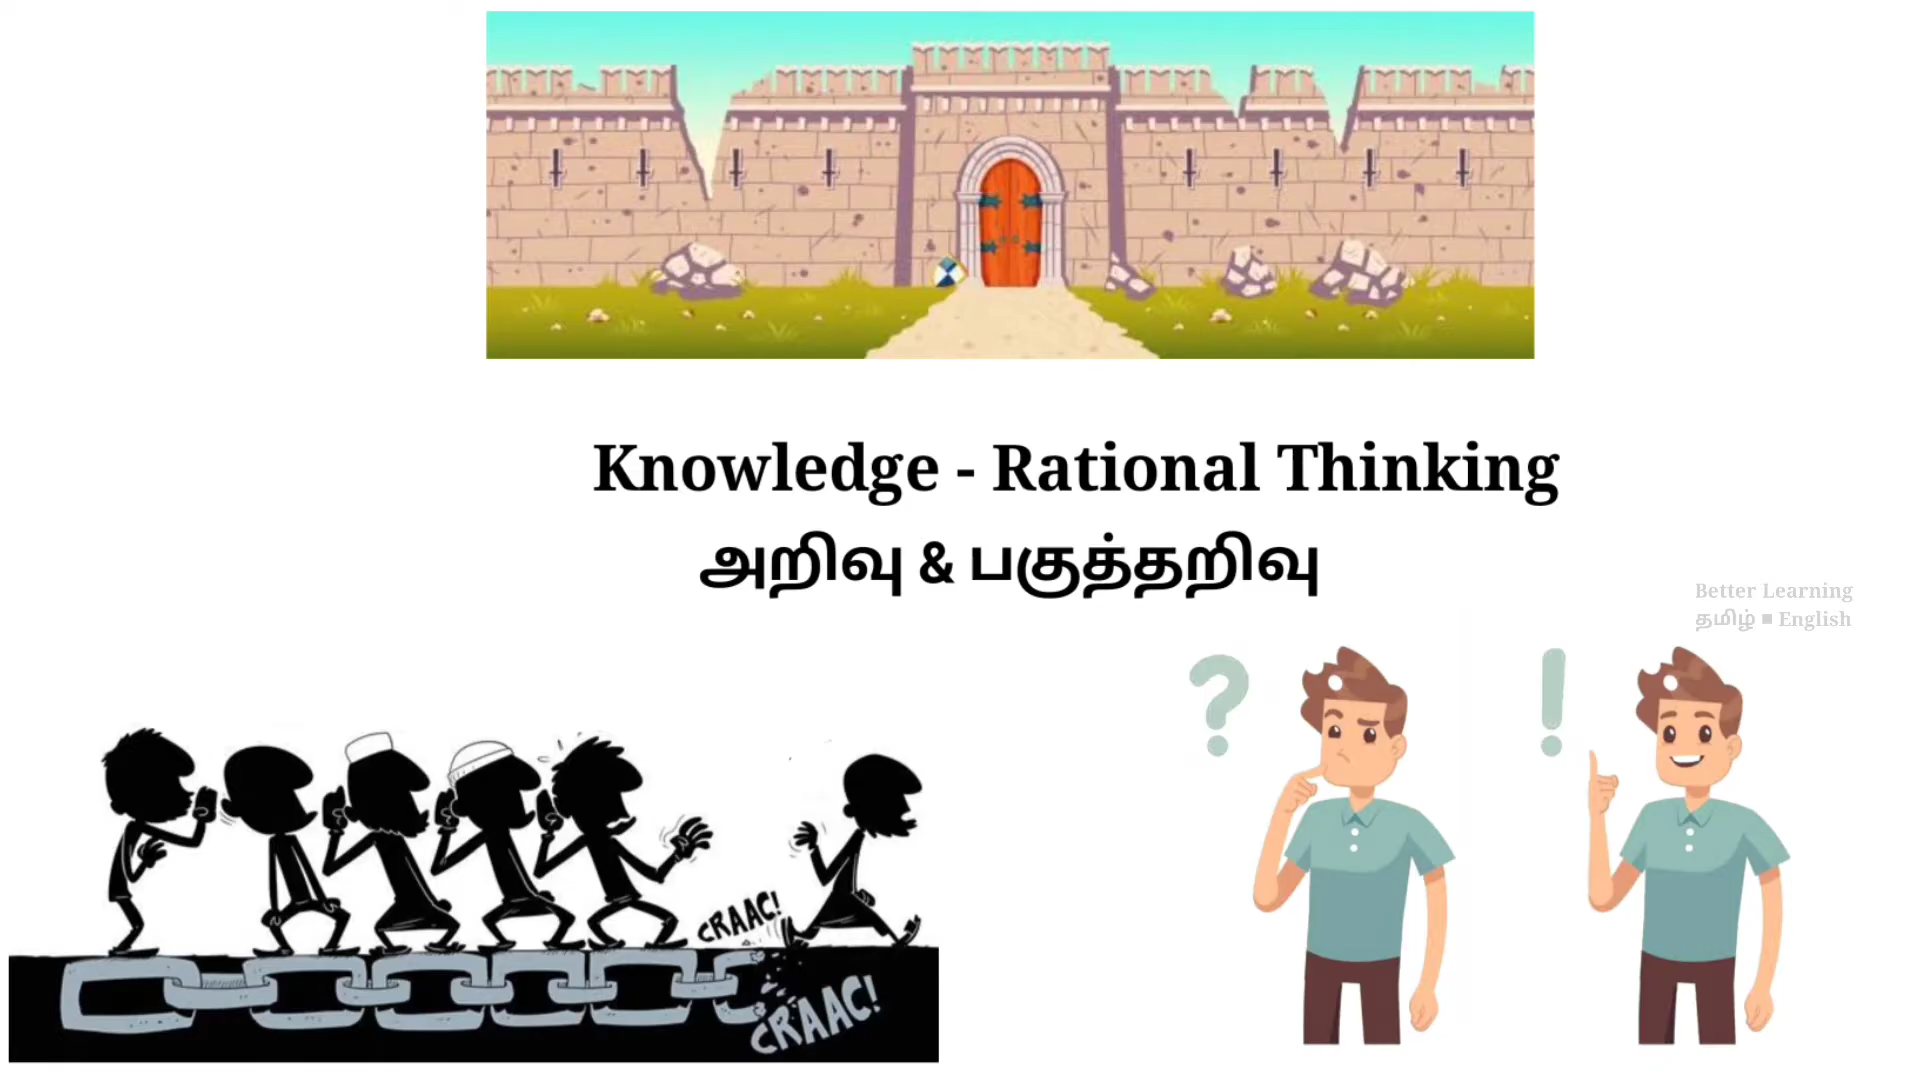 Knowledge - Rational Thinking
அறிவு & பகுத்தறிவு
Better Learning
தமிழ் ■ English
?
!
CRAAC!
CRAAC!